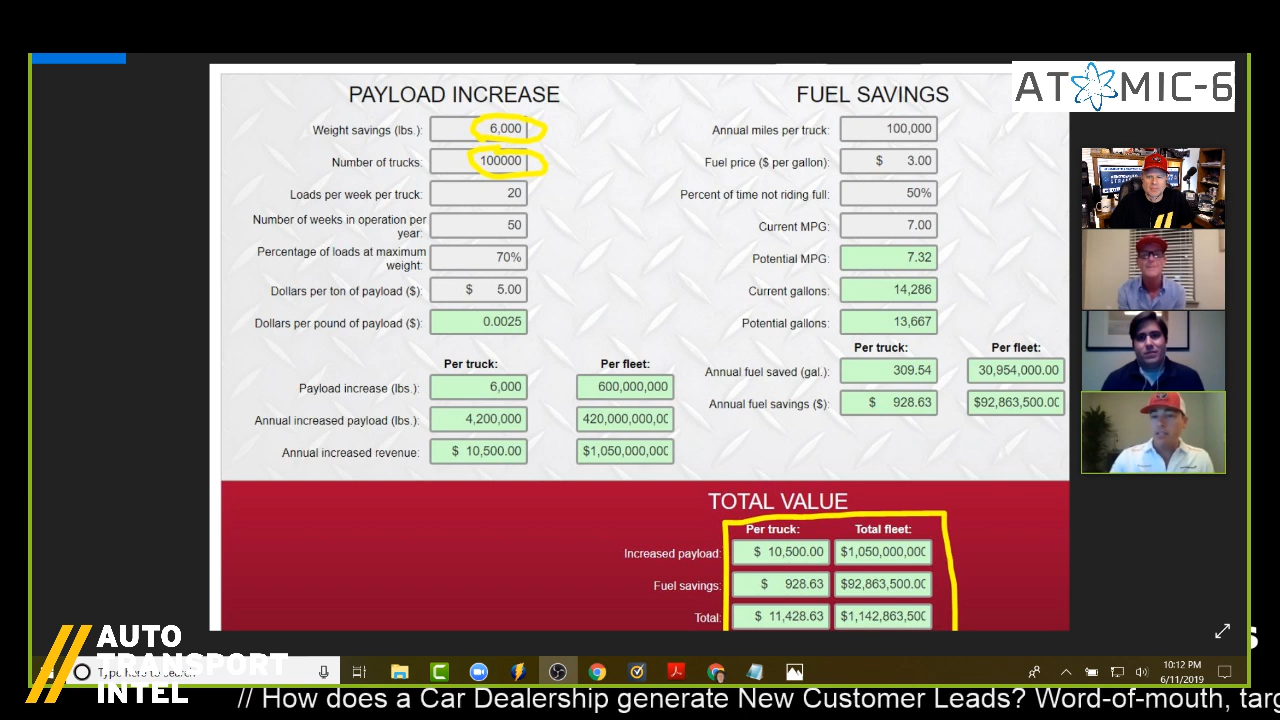 ATOMIC-6
PAYLOAD INCREASE
Weight savings (lbs.): 6,000
Number of trucks: 100000
Loads per week per truck: 20
Number of weeks in operation per
year: 50
Percentage of loads at maximum
weight: 70%
Dollars per ton of payload ($): $ 5.00
Dollars per pound of payload ($): 0.0025
Per truck: Per fleet:
Payload increase (lbs.): 6,000 600,000,000
Annual increased payload (lbs.): 4,200,000 420,000,000,00
Annual increased revenue: $ 10,500.00 $1,050,000,000
FUEL SAVINGS
Annual miles per truck: 100,000
Fuel price ($ per gallon): $ 3.00
Percent of time not riding full: 50%
Current MPG: 7.00
Potential MPG: 7.32
Current gallons: 14,286
Potential gallons: 13,667
Per truck: Per fleet:
Annual fuel saved (gal.): 309.54 30,954,000.00
Annual fuel savings ($): $ 928.63 $92,863,500.00
TOTAL VALUE
Per truck: Total fleet:
Increased payload: $ 10,500.00 $1,050,000,000
Fuel savings: $ 928.63 $92,863,500.00
Total: $ 11,428.63 $1,142,863,500
AUTO
TRANSPORT
INTEL
Type here to search
10:12 PM
6/11/2019
// How does a Car Dealership generate New Customer Leads? Word-of-mouth, targ